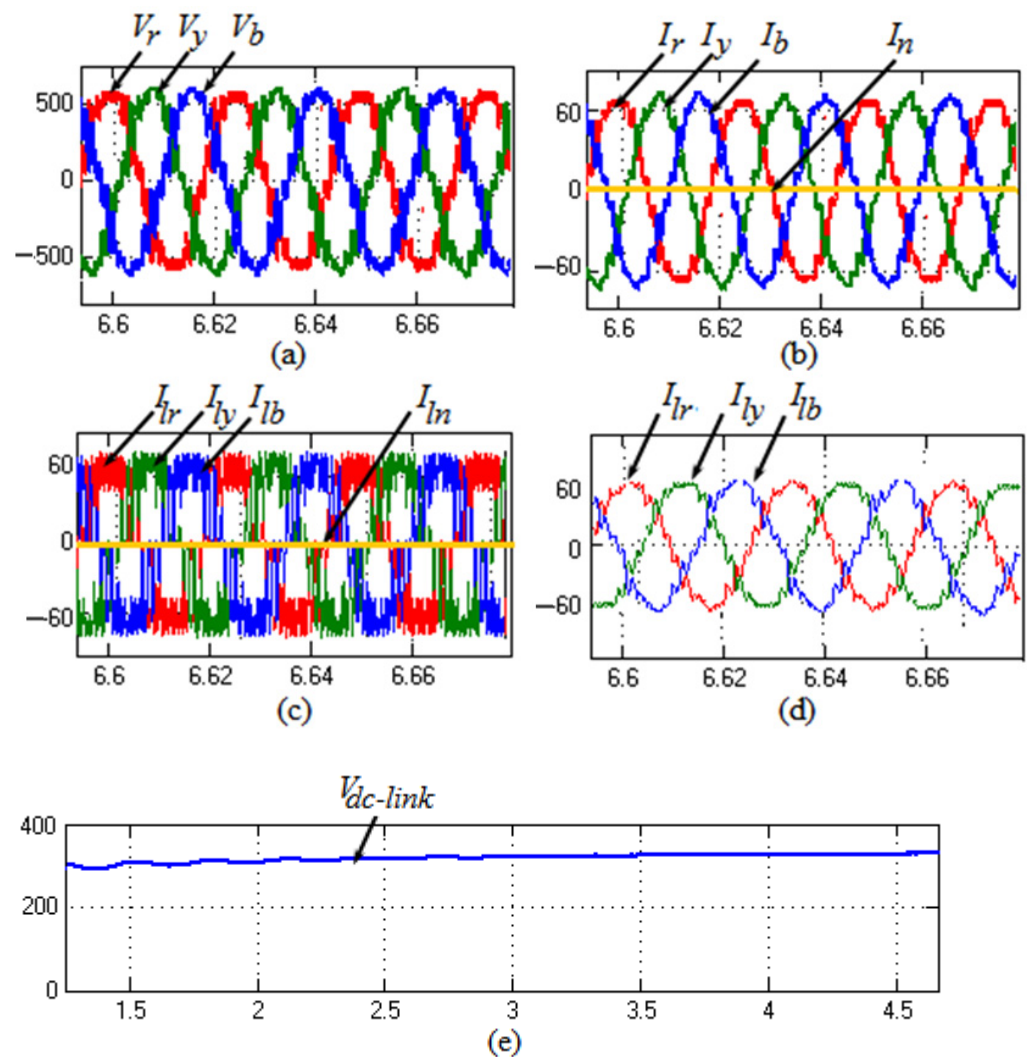 Vr Vy Vb
500
0
−500
6.6 6.62 6.64 6.66
(a)
Ir Iy Ib In
60
0
−60
6.6 6.62 6.64 6.66
(b)
Ilr Ily Ilb Iln
60
0
−60
6.6 6.62 6.64 6.66
(c)
Ilr Ily Ilb
60
0
−60
6.6 6.62 6.64 6.66
(d)
Vdc-link
400
200
0
1.5 2 2.5 3 3.5 4 4.5
(e)